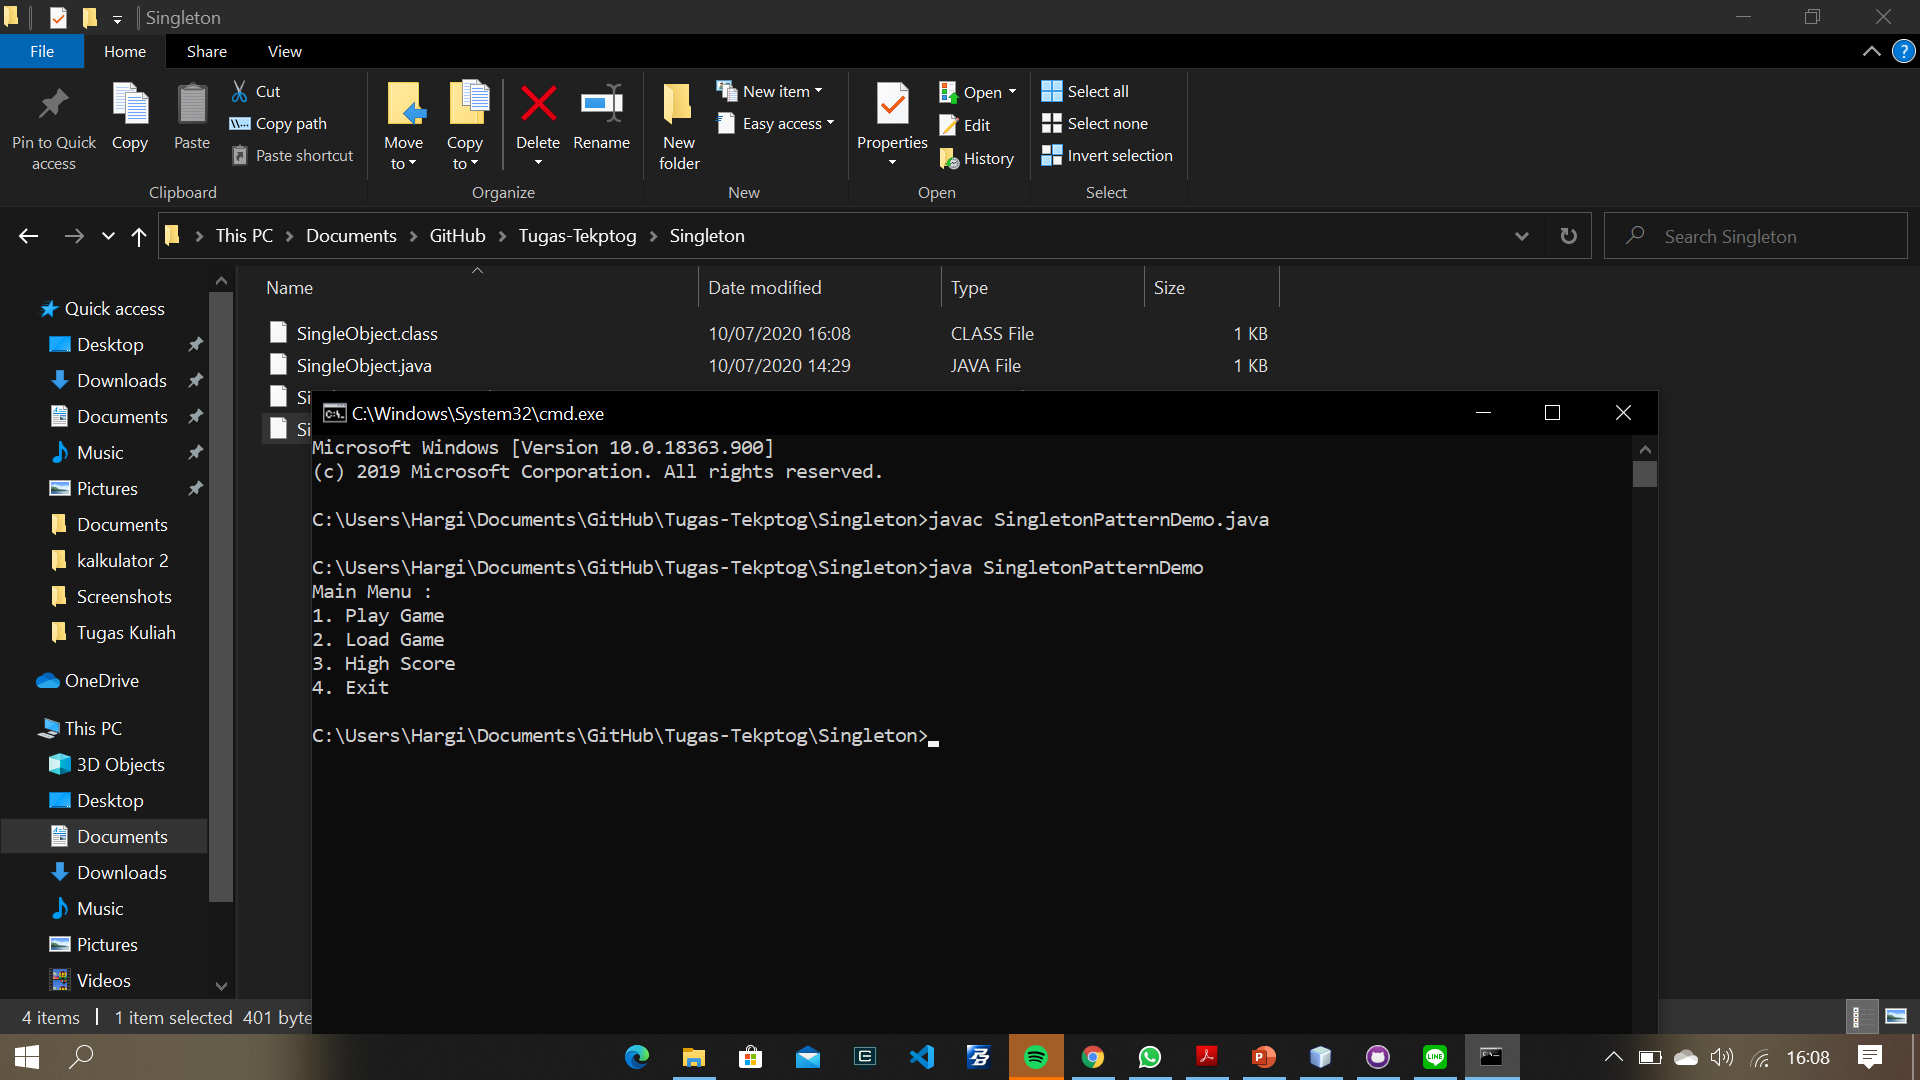 Singleton
File Home Share View
Pin to Quick access
Copy
Paste
Cut
Copy path
Paste shortcut
Clipboard
Move to
Copy to
Delete
Rename
Organize
New folder
New item
Easy access
New
Properties
Open
Edit
History
Open
Select all
Select none
Invert selection
Select
This PC > Documents > GitHub > Tugas-Tekptog > Singleton
Search Singleton
Name Date modified Type Size
SingleObject.class 10/07/2020 16:08 CLASS File 1 KB
SingleObject.java 10/07/2020 14:29 JAVA File 1 KB
Si
Si
Quick access
Desktop
Downloads
Documents
Music
Pictures
Documents
kalkulator 2
Screenshots
Tugas Kuliah
OneDrive
This PC
3D Objects
Desktop
Documents
Downloads
Music
Pictures
Videos
C:\Windows\System32\cmd.exe
Microsoft Windows [Version 10.0.18363.900]
(c) 2019 Microsoft Corporation. All rights reserved.
C:\Users\Hargi\Documents\GitHub\Tugas-Tekptog\Singleton>javac SingletonPatternDemo.java
C:\Users\Hargi\Documents\GitHub\Tugas-Tekptog\Singleton>java SingletonPatternDemo
Main Menu :
1. Play Game
2. Load Game
3. High Score
4. Exit
C:\Users\Hargi\Documents\GitHub\Tugas-Tekptog\Singleton>
4 items 1 item selected 401 byte
LINE
16:08